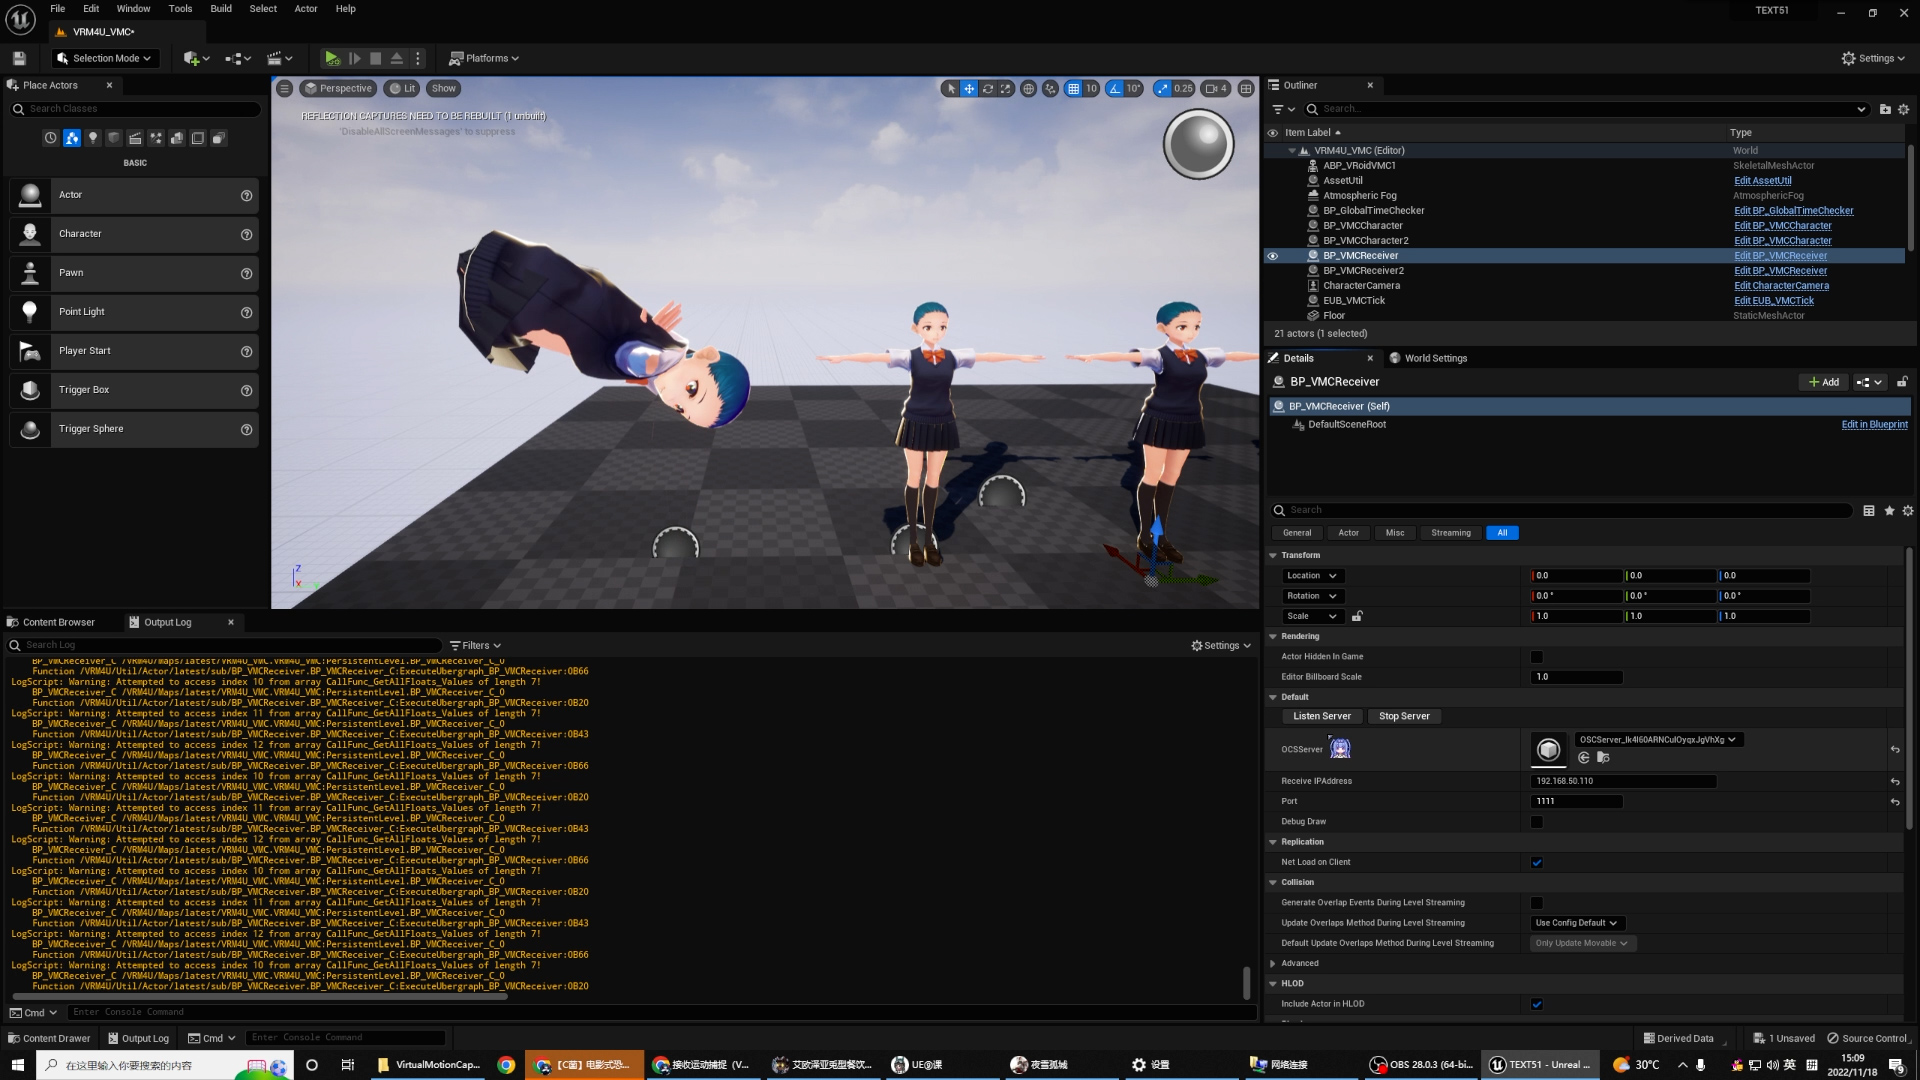 File Edit Window Tools Build Select Actor Help
TEXT51
VRM4U_VMC*
Selection Mode
Platforms
Settings
Place Actors
Search Classes
BASIC
Actor
Character
Pawn
Point Light
Player Start
Trigger Box
Trigger Sphere
Perspective Lit Show
10 10° 0.25 4
REFLECTION CAPTURES NEED TO BE REBUILT (1 unbuilt)
'DisableAllScreenMessages' to suppress
Outliner
Search...
Item Label Type
VRM4U_VMC (Editor) World
ABP_VRoidVMC1 SkeletalMeshActor
AssetUtil Edit AssetUtil
Atmospheric Fog AtmosphericFog
BP_GlobalTimeChecker Edit BP_GlobalTimeChecker
BP_VMCCharacter Edit BP_VMCCharacter
BP_VMCCharacter2 Edit BP_VMCCharacter
BP_VMCReceiver Edit BP_VMCReceiver
BP_VMCReceiver2 Edit BP_VMCReceiver
CharacterCamera Edit CharacterCamera
EUB_VMCTick Edit EUB_VMCTick
Floor StaticMeshActor
21 actors (1 selected)
Details World Settings
BP_VMCReceiver
Add
BP_VMCReceiver (Self)
DefaultSceneRoot Edit in Blueprint
Search
General Actor Misc Streaming All
Transform
Location 0.0 0.0 0.0
Rotation 0.0° 0.0° 0.0°
Scale 1.0 1.0 1.0
Rendering
Actor Hidden In Game
Editor Billboard Scale 1.0
Default
Listen Server Stop Server
OCSServer
Receive IPAddress 192.168.50.110
Port 1111
Debug Draw
Replication
Net Load on Client
Collision
Generate Overlap Events During Level Streaming
Update Overlaps Method During Level Streaming Use Config Default
Default Update Overlaps Method During Level Streaming Only Update Movable
Advanced
HLOD
Include Actor in HLOD
Content Browser Output Log
Search Log
Filters
Settings
BP_VMCReceiver_C /VRM4U/Maps/latest/VRM4U_VMC.VRM4U_VMC:PersistentLevel.BP_VMCReceiver_C_0
Function /VRM4U/Util/Actor/latest/sub/BP_VMCReceiver.BP_VMCReceiver_C:ExecuteUbergraph_BP_VMCReceiver:0B66
LogScript: Warning: Attempted to access index 10 from array CallFunc_GetAllFloats_Values of length 7!
BP_VMCReceiver_C /VRM4U/Maps/latest/VRM4U_VMC.VRM4U_VMC:PersistentLevel.BP_VMCReceiver_C_0
Function /VRM4U/Util/Actor/latest/sub/BP_VMCReceiver.BP_VMCReceiver_C:ExecuteUbergraph_BP_VMCReceiver:0B20
LogScript: Warning: Attempted to access index 11 from array CallFunc_GetAllFloats_Values of length 7!
BP_VMCReceiver_C /VRM4U/Maps/latest/VRM4U_VMC.VRM4U_VMC:PersistentLevel.BP_VMCReceiver_C_0
Function /VRM4U/Util/Actor/latest/sub/BP_VMCReceiver.BP_VMCReceiver_C:ExecuteUbergraph_BP_VMCReceiver:0B43
LogScript: Warning: Attempted to access index 12 from array CallFunc_GetAllFloats_Values of length 7!
BP_VMCReceiver_C /VRM4U/Maps/latest/VRM4U_VMC.VRM4U_VMC:PersistentLevel.BP_VMCReceiver_C_0
Function /VRM4U/Util/Actor/latest/sub/BP_VMCReceiver.BP_VMCReceiver_C:ExecuteUbergraph_BP_VMCReceiver:0B66
LogScript: Warning: Attempted to access index 10 from array CallFunc_GetAllFloats_Values of length 7!
BP_VMCReceiver_C /VRM4U/Maps/latest/VRM4U_VMC.VRM4U_VMC:PersistentLevel.BP_VMCReceiver_C_0
Function /VRM4U/Util/Actor/latest/sub/BP_VMCReceiver.BP_VMCReceiver_C:ExecuteUbergraph_BP_VMCReceiver:0B20
LogScript: Warning: Attempted to access index 11 from array CallFunc_GetAllFloats_Values of length 7!
BP_VMCReceiver_C /VRM4U/Maps/latest/VRM4U_VMC.VRM4U_VMC:PersistentLevel.BP_VMCReceiver_C_0
Function /VRM4U/Util/Actor/latest/sub/BP_VMCReceiver.BP_VMCReceiver_C:ExecuteUbergraph_BP_VMCReceiver:0B43
LogScript: Warning: Attempted to access index 12 from array CallFunc_GetAllFloats_Values of length 7!
BP_VMCReceiver_C /VRM4U/Maps/latest/VRM4U_VMC.VRM4U_VMC:PersistentLevel.BP_VMCReceiver_C_0
Function /VRM4U/Util/Actor/latest/sub/BP_VMCReceiver.BP_VMCReceiver_C:ExecuteUbergraph_BP_VMCReceiver:0B66
LogScript: Warning: Attempted to access index 10 from array CallFunc_GetAllFloats_Values of length 7!
BP_VMCReceiver_C /VRM4U/Maps/latest/VRM4U_VMC.VRM4U_VMC:PersistentLevel.BP_VMCReceiver_C_0
Function /VRM4U/Util/Actor/latest/sub/BP_VMCReceiver.BP_VMCReceiver_C:ExecuteUbergraph_BP_VMCReceiver:0B20
LogScript: Warning: Attempted to access index 11 from array CallFunc_GetAllFloats_Values of length 7!
BP_VMCReceiver_C /VRM4U/Maps/latest/VRM4U_VMC.VRM4U_VMC:PersistentLevel.BP_VMCReceiver_C_0
Function /VRM4U/Util/Actor/latest/sub/BP_VMCReceiver.BP_VMCReceiver_C:ExecuteUbergraph_BP_VMCReceiver:0B43
LogScript: Warning: Attempted to access index 12 from array CallFunc_GetAllFloats_Values of length 7!
BP_VMCReceiver_C /VRM4U/Maps/latest/VRM4U_VMC.VRM4U_VMC:PersistentLevel.BP_VMCReceiver_C_0
Function /VRM4U/Util/Actor/latest/sub/BP_VMCReceiver.BP_VMCReceiver_C:ExecuteUbergraph_BP_VMCReceiver:0B66
LogScript: Warning: Attempted to access index 10 from array CallFunc_GetAllFloats_Values of length 7!
BP_VMCReceiver_C /VRM4U/Maps/latest/VRM4U_VMC.VRM4U_VMC:PersistentLevel.BP_VMCReceiver_C_0
Function /VRM4U/Util/Actor/latest/sub/BP_VMCReceiver.BP_VMCReceiver_C:ExecuteUbergraph_BP_VMCReceiver:0B20
Cmd Enter Console Command
Content Drawer Output Log Cmd Enter Console Command
Derived Data 1 Unsaved Source Control
在这里输入你要搜索的内容
VirtualMotionCap...
【C菌】电影式恐...
接收运动捕捉 (V...
艾欧泽亚兔型餐饮...
UE@课
夜雪孤城
设置
网络连接
OBS 28.0.3 (64-bi...
TEXT51 - Unreal ...
30°C
英
15:09
2022/11/18